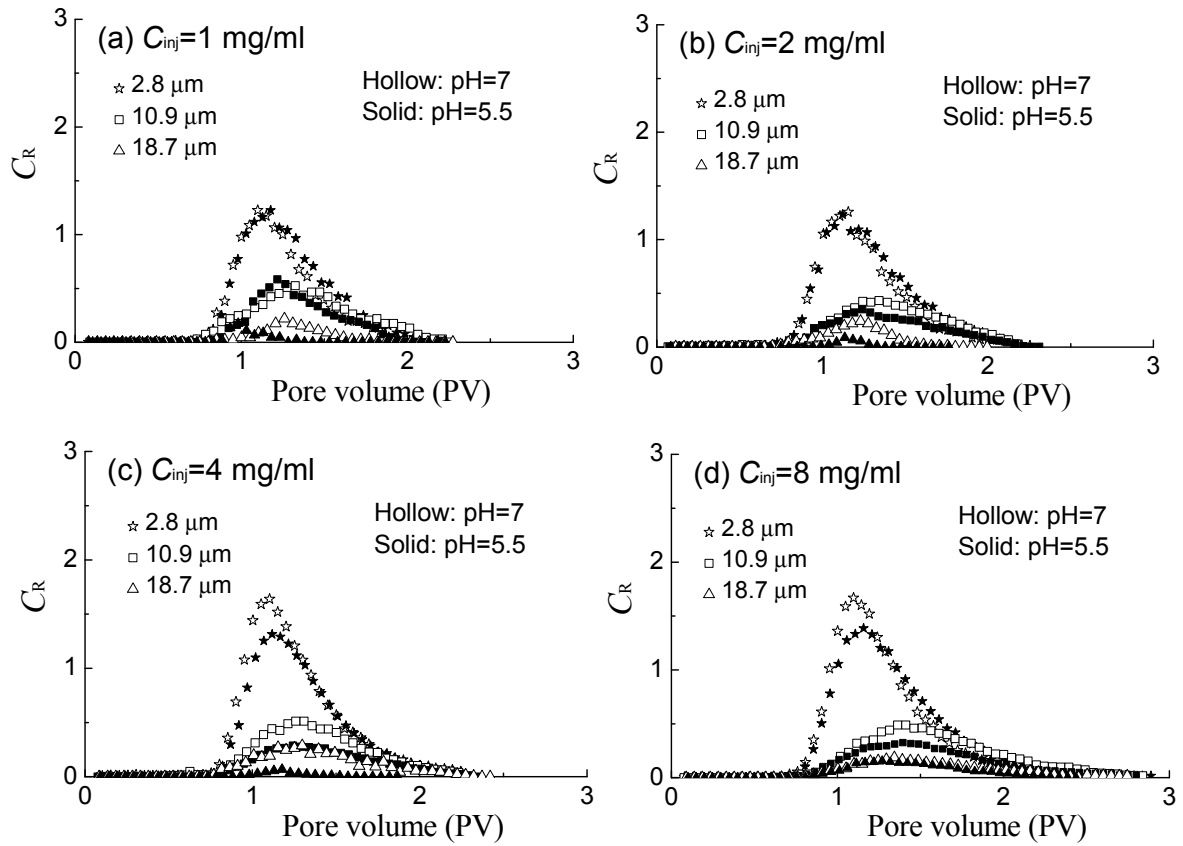 (a) Cinj=1 mg/ml
2.8 μm
10.9 μm
18.7 μm
Hollow: pH=7
Solid: pH=5.5
CR
3
2
1
0
0 1 2 3
Pore volume (PV)
(b) Cinj=2 mg/ml
2.8 μm
10.9 μm
18.7 μm
Hollow: pH=7
Solid: pH=5.5
CR
3
2
1
0
0 1 2 3
Pore volume (PV)
(c) Cinj=4 mg/ml
2.8 μm
10.9 μm
18.7 μm
Hollow: pH=7
Solid: pH=5.5
CR
3
2
1
0
0 1 2 3
Pore volume (PV)
(d) Cinj=8 mg/ml
2.8 μm
10.9 μm
18.7 μm
Hollow: pH=7
Solid: pH=5.5
CR
3
2
1
0
0 1 2 3
Pore volume (PV)